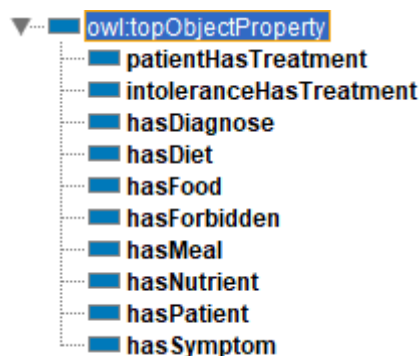 owl:topObjectProperty
patientHasTreatment
intoleranceHasTreatment
hasDiagnose
hasDiet
hasFood
hasForbidden
hasMeal
hasNutrient
hasPatient
hasSymptom